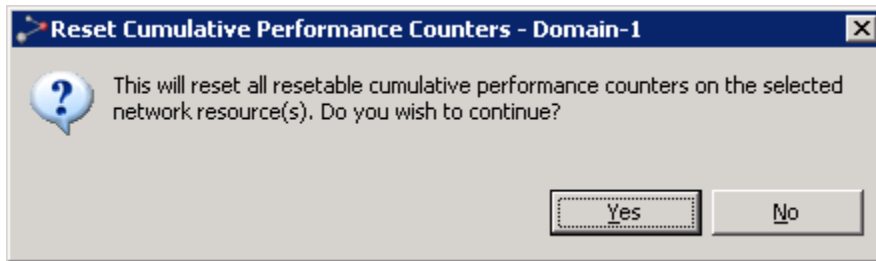 Reset Cumulative Performance Counters - Domain-1
This will reset all resetable cumulative performance counters on the selected
network resource(s). Do you wish to continue?
Yes
No